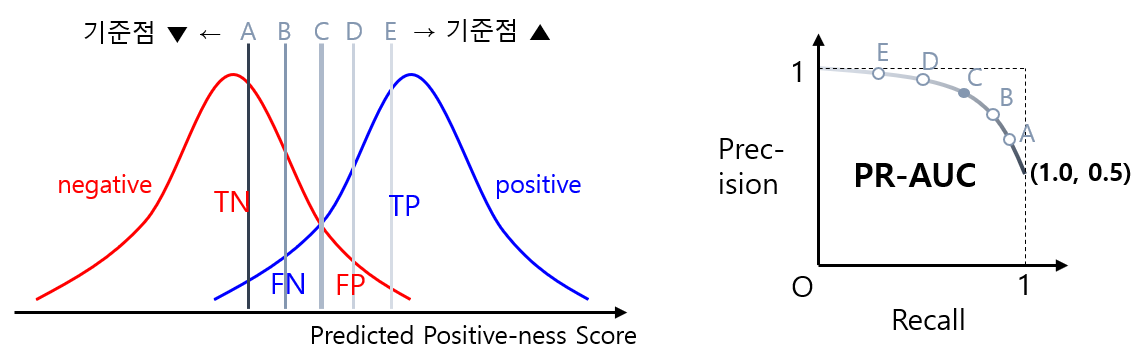 기준점 ▼ ← A B C D E → 기준점 ▲
negative
positive
TN
TP
FN
FP
Predicted Positive-ness Score
1
E
D
C
B
A
Prec-
ision
PR-AUC
(1.0, 0.5)
O
1
Recall